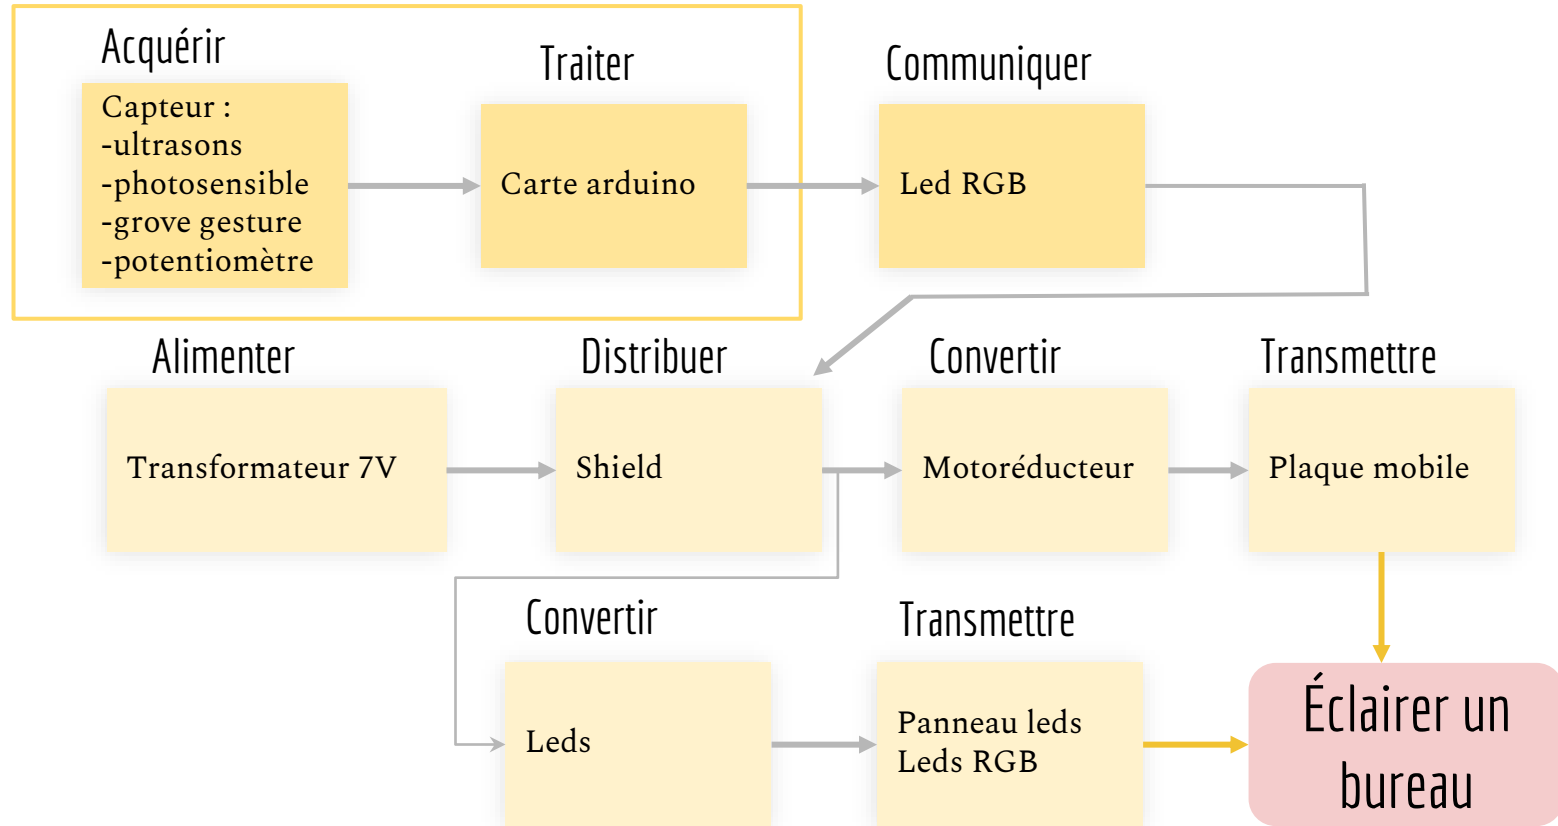 Acquérir
Capteur :
-ultrasons
-photosensible
-grove gesture
-potentiomètre
Traiter
Carte arduino
Communiquer
Led RGB
Alimenter
Transformateur 7V
Distribuer
Shield
Convertir
Motoréducteur
Transmettre
Plaque mobile
Convertir
Leds
Transmettre
Panneau leds
Leds RGB
Éclairer un
bureau